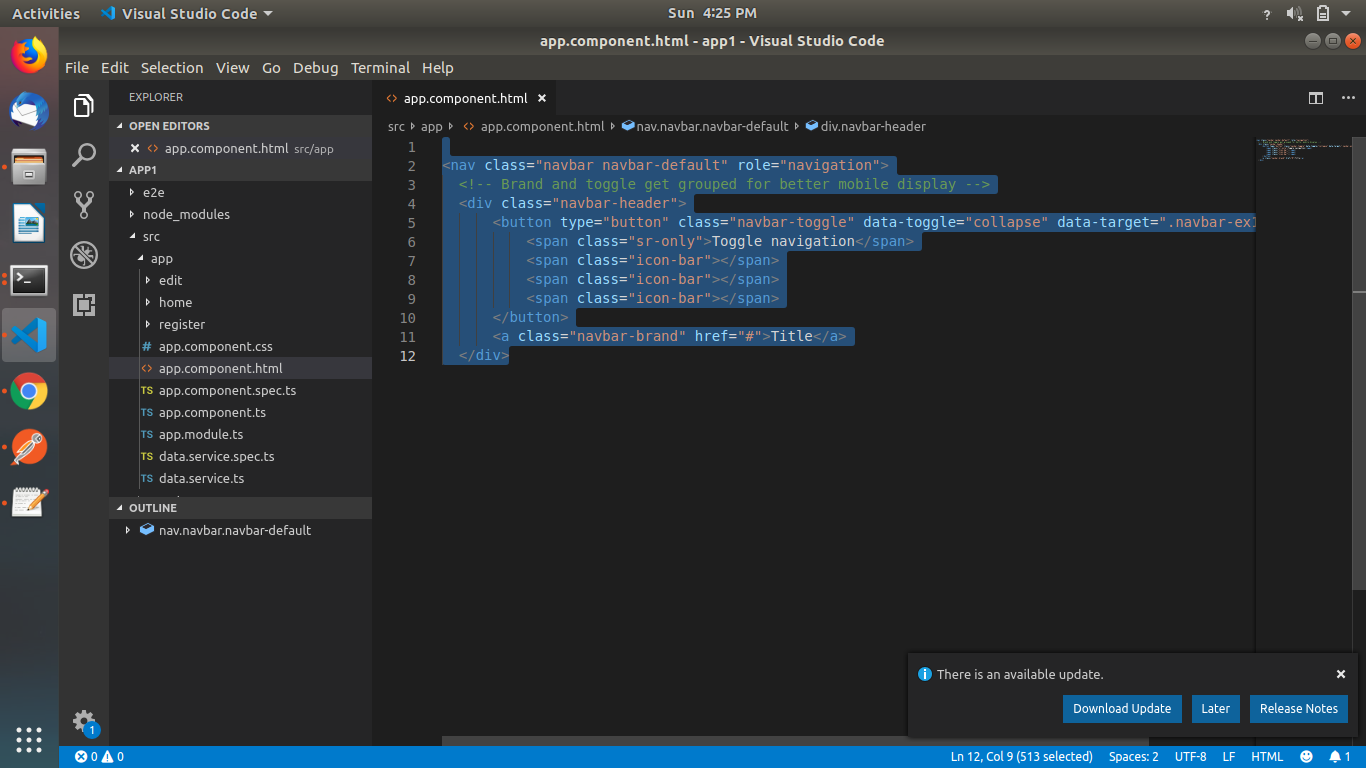 Activities Visual Studio Code Sun 4:25 PM ?
app.component.html - app1 - Visual Studio Code
File Edit Selection View Go Debug Terminal Help
EXPLORER
OPEN EDITORS
app.component.html src/app
APP1
e2e
node_modules
src
app
edit
home
register
# app.component.css
<> app.component.html
TS app.component.spec.ts
TS app.component.ts
TS app.module.ts
TS data.service.spec.ts
TS data.service.ts
OUTLINE
nav.navbar.navbar-default
1
<> app.component.html
src app <> app.component.html nav.navbar.navbar-default div.navbar-header
1
2 <nav class="navbar navbar-default" role="navigation">
3 <!-- Brand and toggle get grouped for better mobile display -->
4 <div class="navbar-header">
5 <button type="button" class="navbar-toggle" data-toggle="collapse" data-target=".navbar-ex1
6 <span class="sr-only">Toggle navigation</span>
7 <span class="icon-bar"></span>
8 <span class="icon-bar"></span>
9 <span class="icon-bar"></span>
10 </button>
11 <a class="navbar-brand" href="#">Title</a>
12 </div>
There is an available update.
Download Update Later Release Notes
0 0 Ln 12, Col 9 (513 selected) Spaces: 2 UTF-8 LF HTML 1